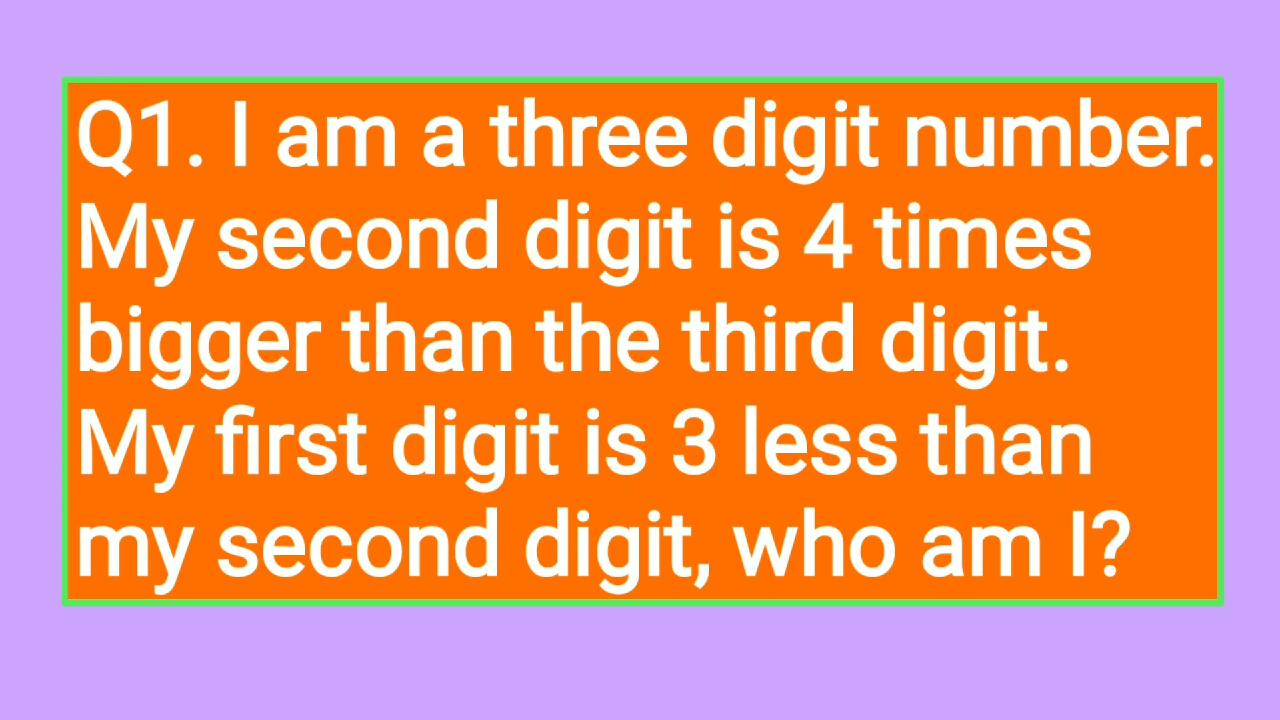 Q1. I am a three digit number.
My second digit is 4 times
bigger than the third digit.
My first digit is 3 less than
my second digit, who am I?